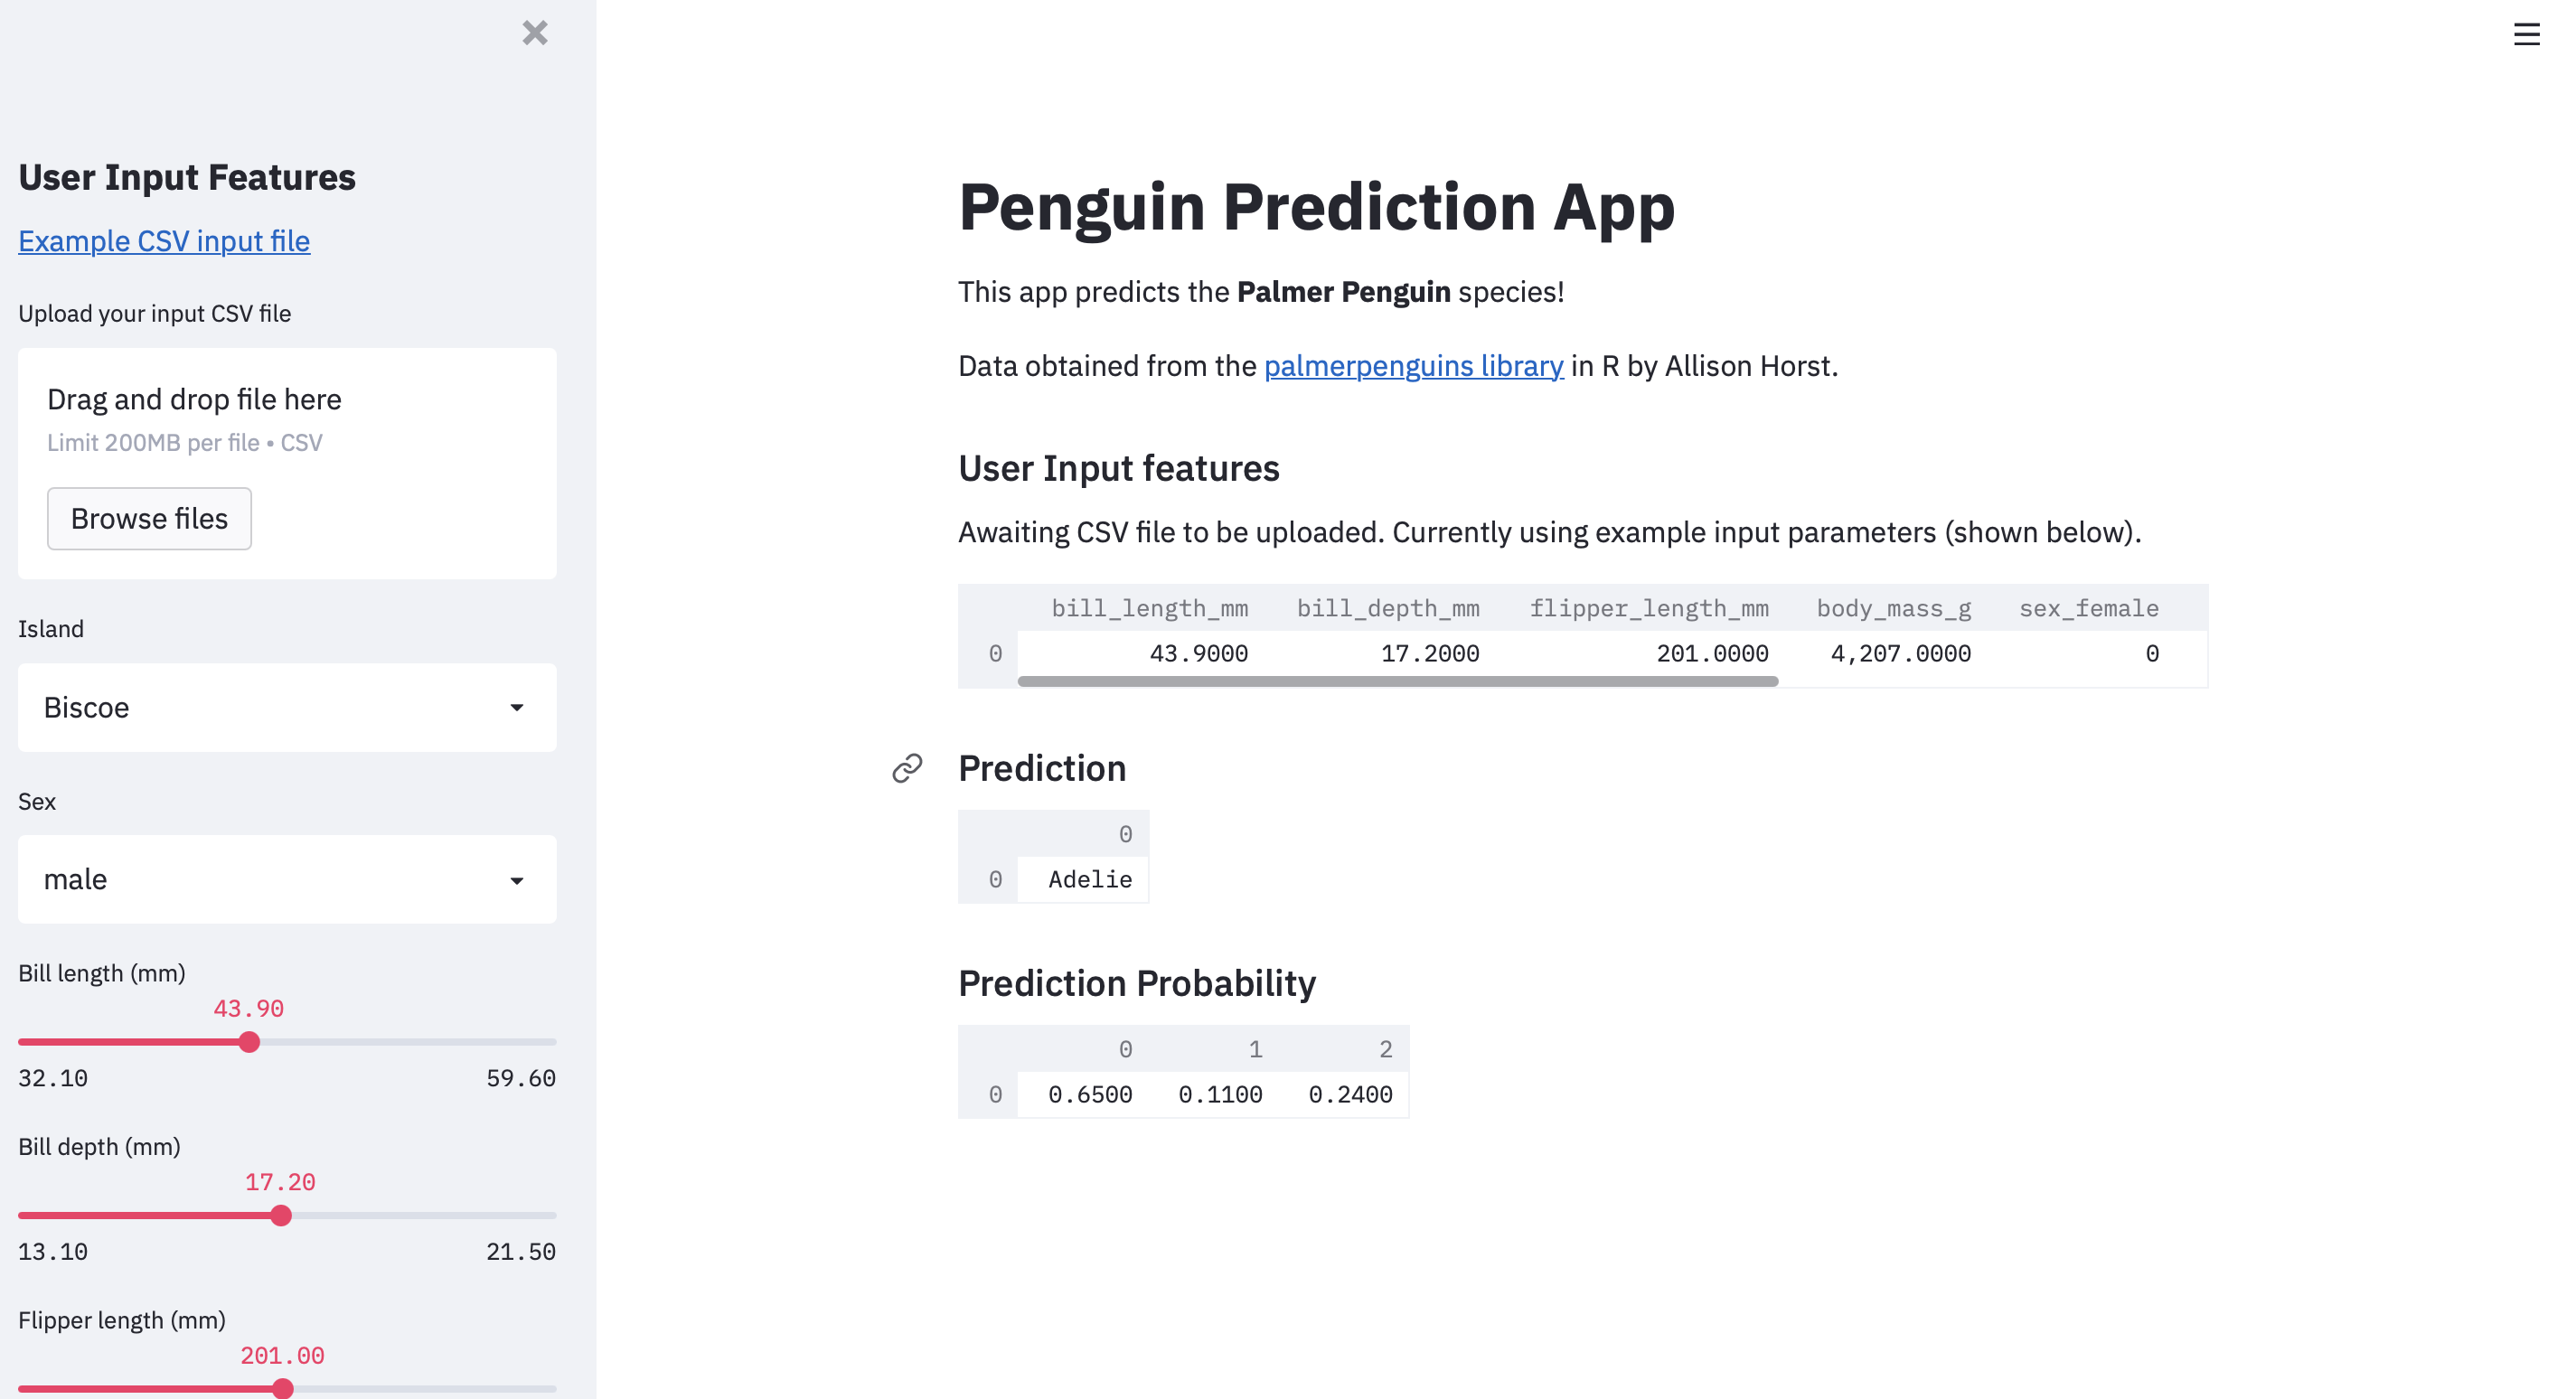 User Input Features
Example CSV input file
Upload your input CSV file
Drag and drop file here
Limit 200MB per file • CSV
Browse files
Island
Biscoe
Sex
male
Bill length (mm)
43.90
32.10 59.60
Bill depth (mm)
17.20
13.10 21.50
Flipper length (mm)
201.00
Penguin Prediction App
This app predicts the Palmer Penguin species!
Data obtained from the palmerpenguins library in R by Allison Horst.
User Input features
Awaiting CSV file to be uploaded. Currently using example input parameters (shown below).
bill_length_mm bill_depth_mm flipper_length_mm body_mass_g sex_female
0 43.9000 17.2000 201.0000 4,207.0000 0
Prediction
0
0 Adelie
Prediction Probability
0 1 2
0 0.6500 0.1100 0.2400